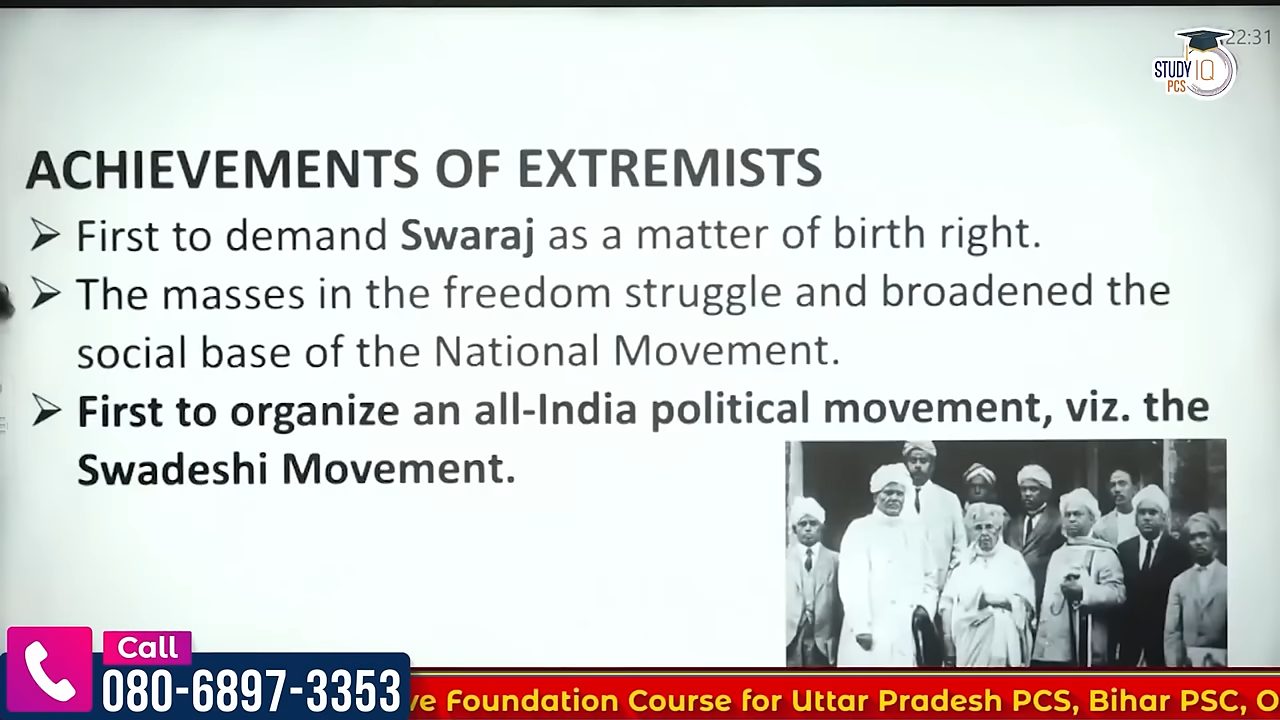 22:31
STUDY IQ
PCS
ACHIEVEMENTS OF EXTREMISTS
➢ First to demand Swaraj as a matter of birth right.
➢ The masses in the freedom struggle and broadened the
social base of the National Movement.
➢ First to organize an all-India political movement, viz. the
Swadeshi Movement.
Call
080-6897-3353
ve Foundation Course for Uttar Pradesh PCS, Bihar PSC, O